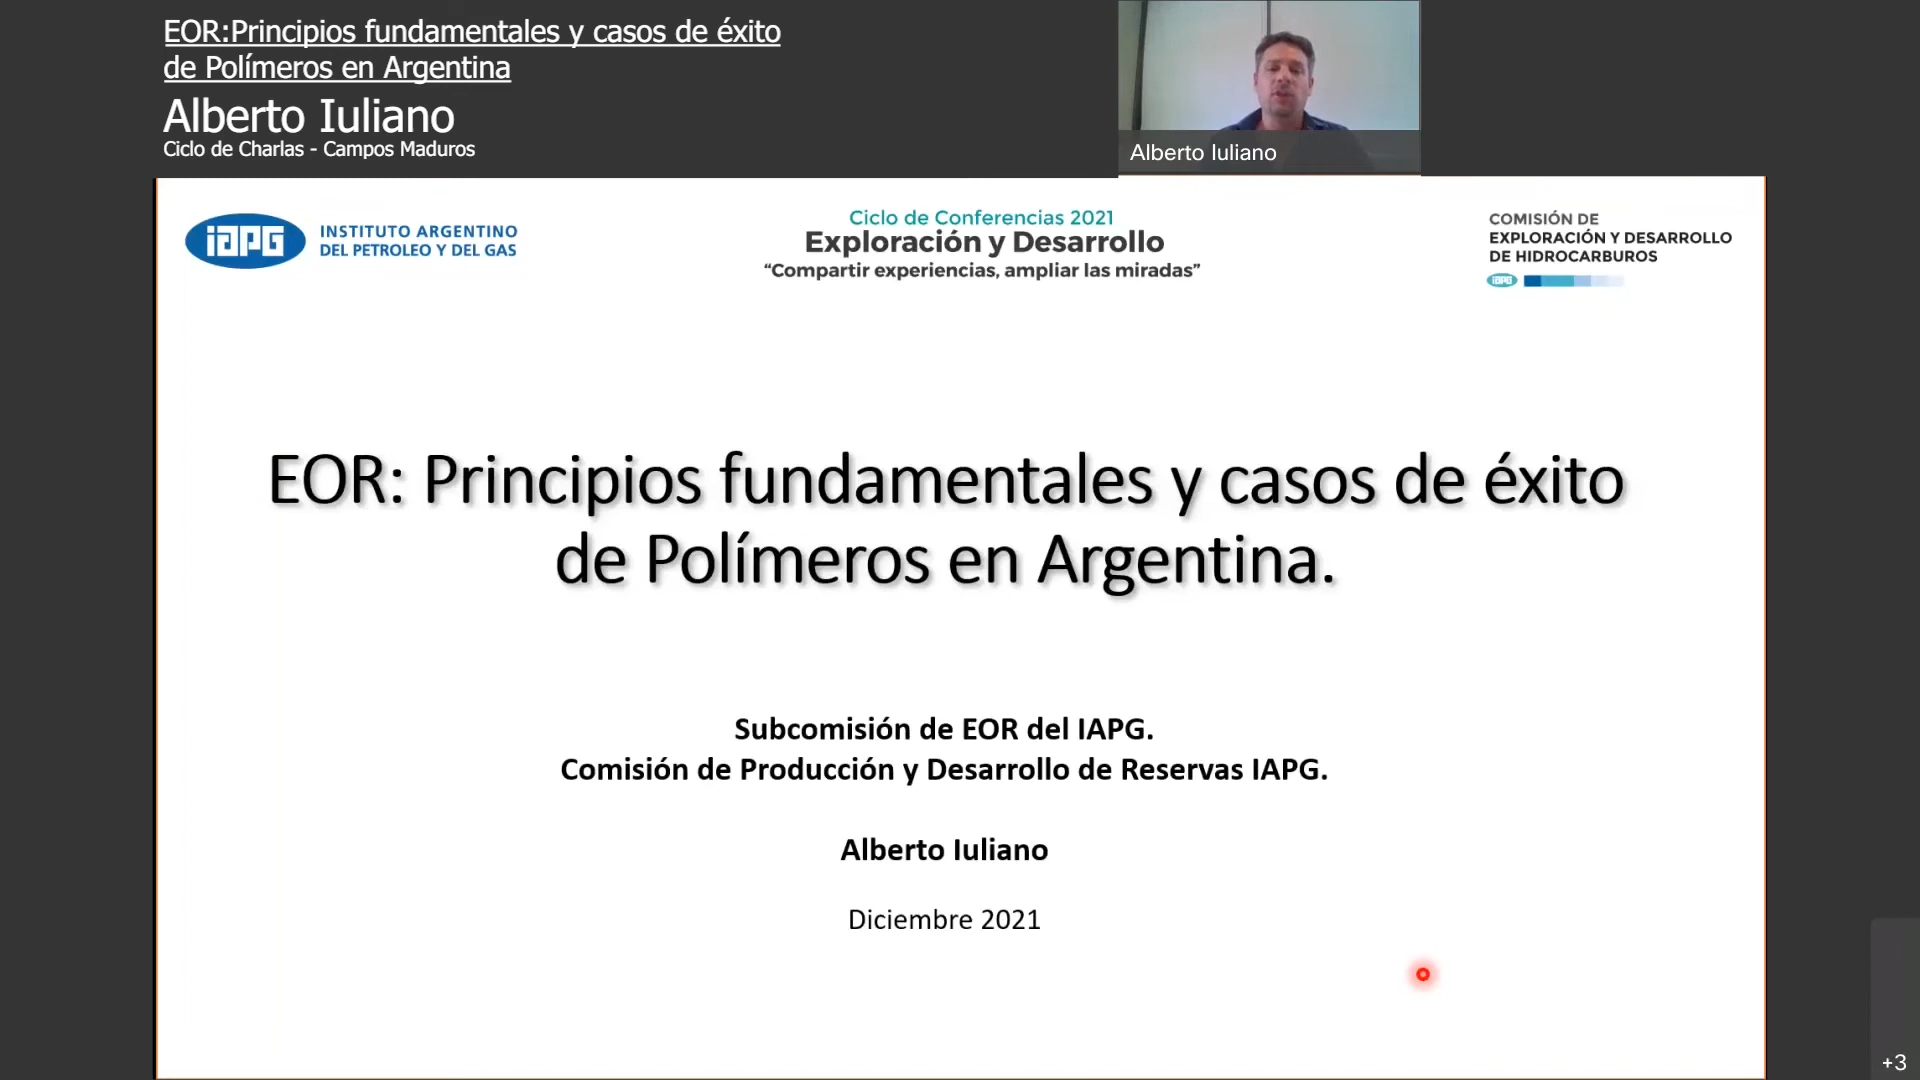 EOR:Principios fundamentales y casos de éxito
de Polímeros en Argentina
Alberto Iuliano
Ciclo de Charlas - Campos Maduros
Alberto Iuliano
iapg
INSTITUTO ARGENTINO
DEL PETROLEO Y DEL GAS
Ciclo de Conferencias 2021
Exploración y Desarrollo
“Compartir experiencias, ampliar las miradas”
COMISIÓN DE
EXPLORACIÓN Y DESARROLLO
DE HIDROCARBUROS
iapg
EOR: Principios fundamentales y casos de éxito
de Polímeros en Argentina.
Subcomisión de EOR del IAPG.
Comisión de Producción y Desarrollo de Reservas IAPG.
Alberto Iuliano
Diciembre 2021
+3